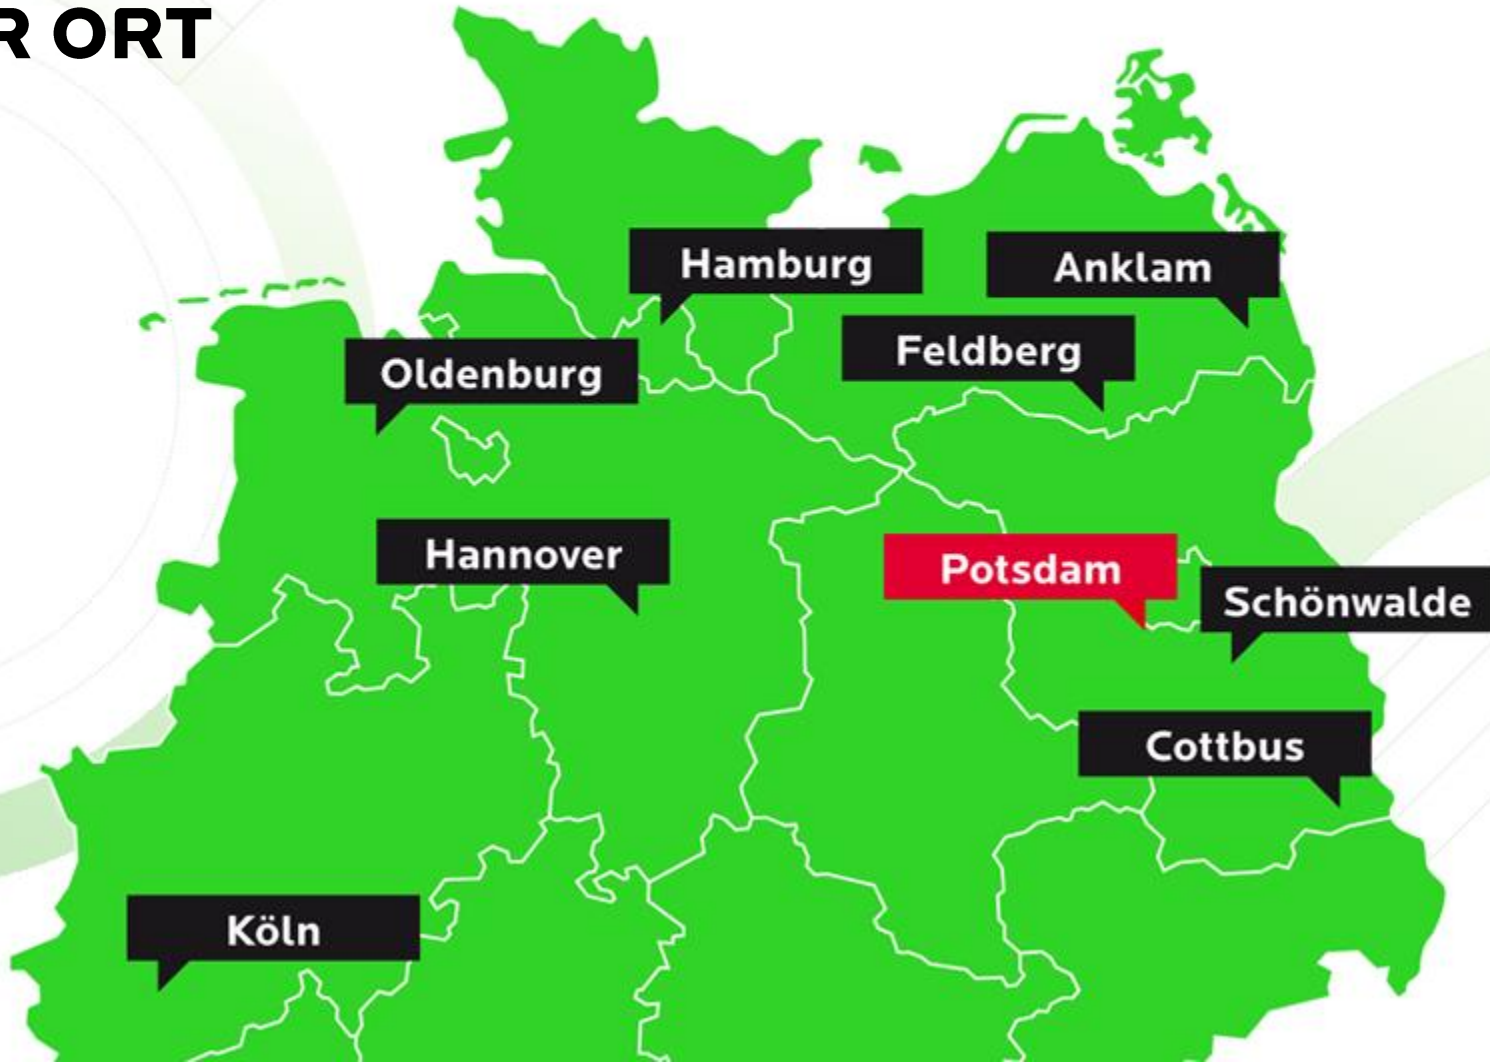 R ORT
Hamburg
Anklam
Feldberg
Oldenburg
Hannover
Potsdam
Schönwalde
Cottbus
Köln